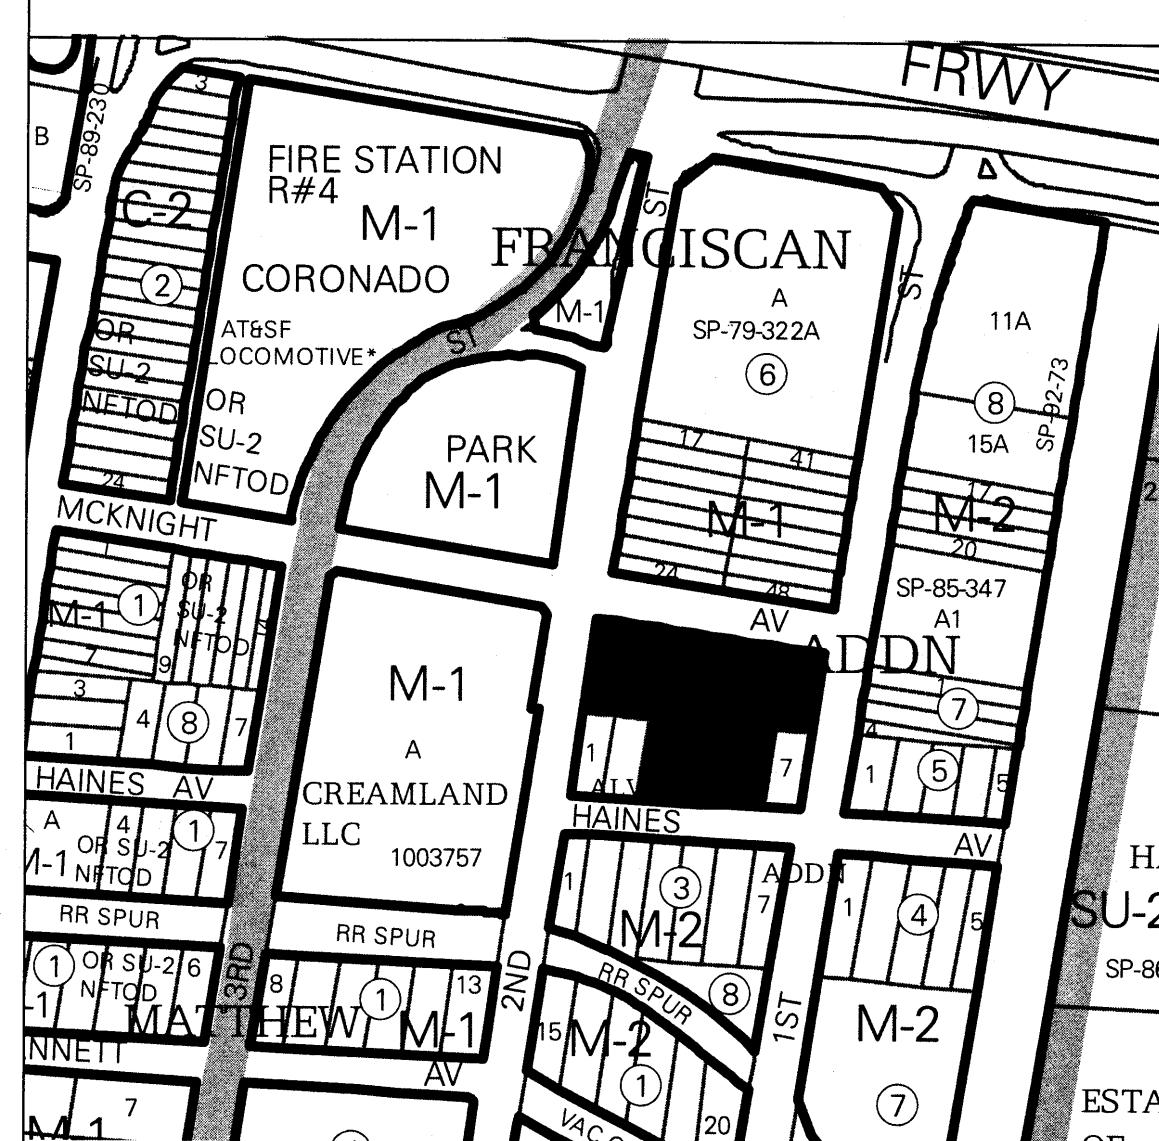 FRWY
SP-89-230
B
3
FIRE STATION
R#4
M-1
CORONADO
AT&SF
LOCOMOTIVE*
OR
SU-2
NFTOD
C-2
2
OR
SU-2
NFTOD
24
ST
ST
FRANCISCAN
M-1
ST
A
SP-79-322A
6
17
41
M-1
24
48
ST
11A
8
SP-92-73
15A
17
M-2
20
SP-85-347
A1
1
7
4
PARK
M-1
MCKNIGHT
AV
ADDN
1
M-1
1
OR
SU-2
NFTOD
7
9
3
1
4
8
7
M-1
A
CREAMLAND
LLC
1003757
1
7
1
5
5
HAINES
AV
HAINES
AV
A
4
1
OR SU-2
7
M-1
NFTOD
RR SPUR
RR SPUR
1
3
7
M-2
ADDN
1
4
5
SU-2
1
OR SU-2
NFTOD
6
3RD
8
1
13
2ND
RR SPUR
8
1ST
MATTHEW
M-1
15
M-2
1
20
M-2
7
AV
7
M-1